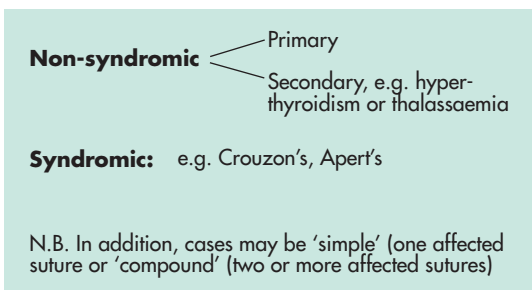 Primary
Non-syndromic
Secondary, e.g. hyper-
thyroidism or thalassaemia
Syndromic: e.g. Crouzon's, Apert's
N.B. In addition, cases may be 'simple' (one affected
suture or 'compound' (two or more affected sutures)